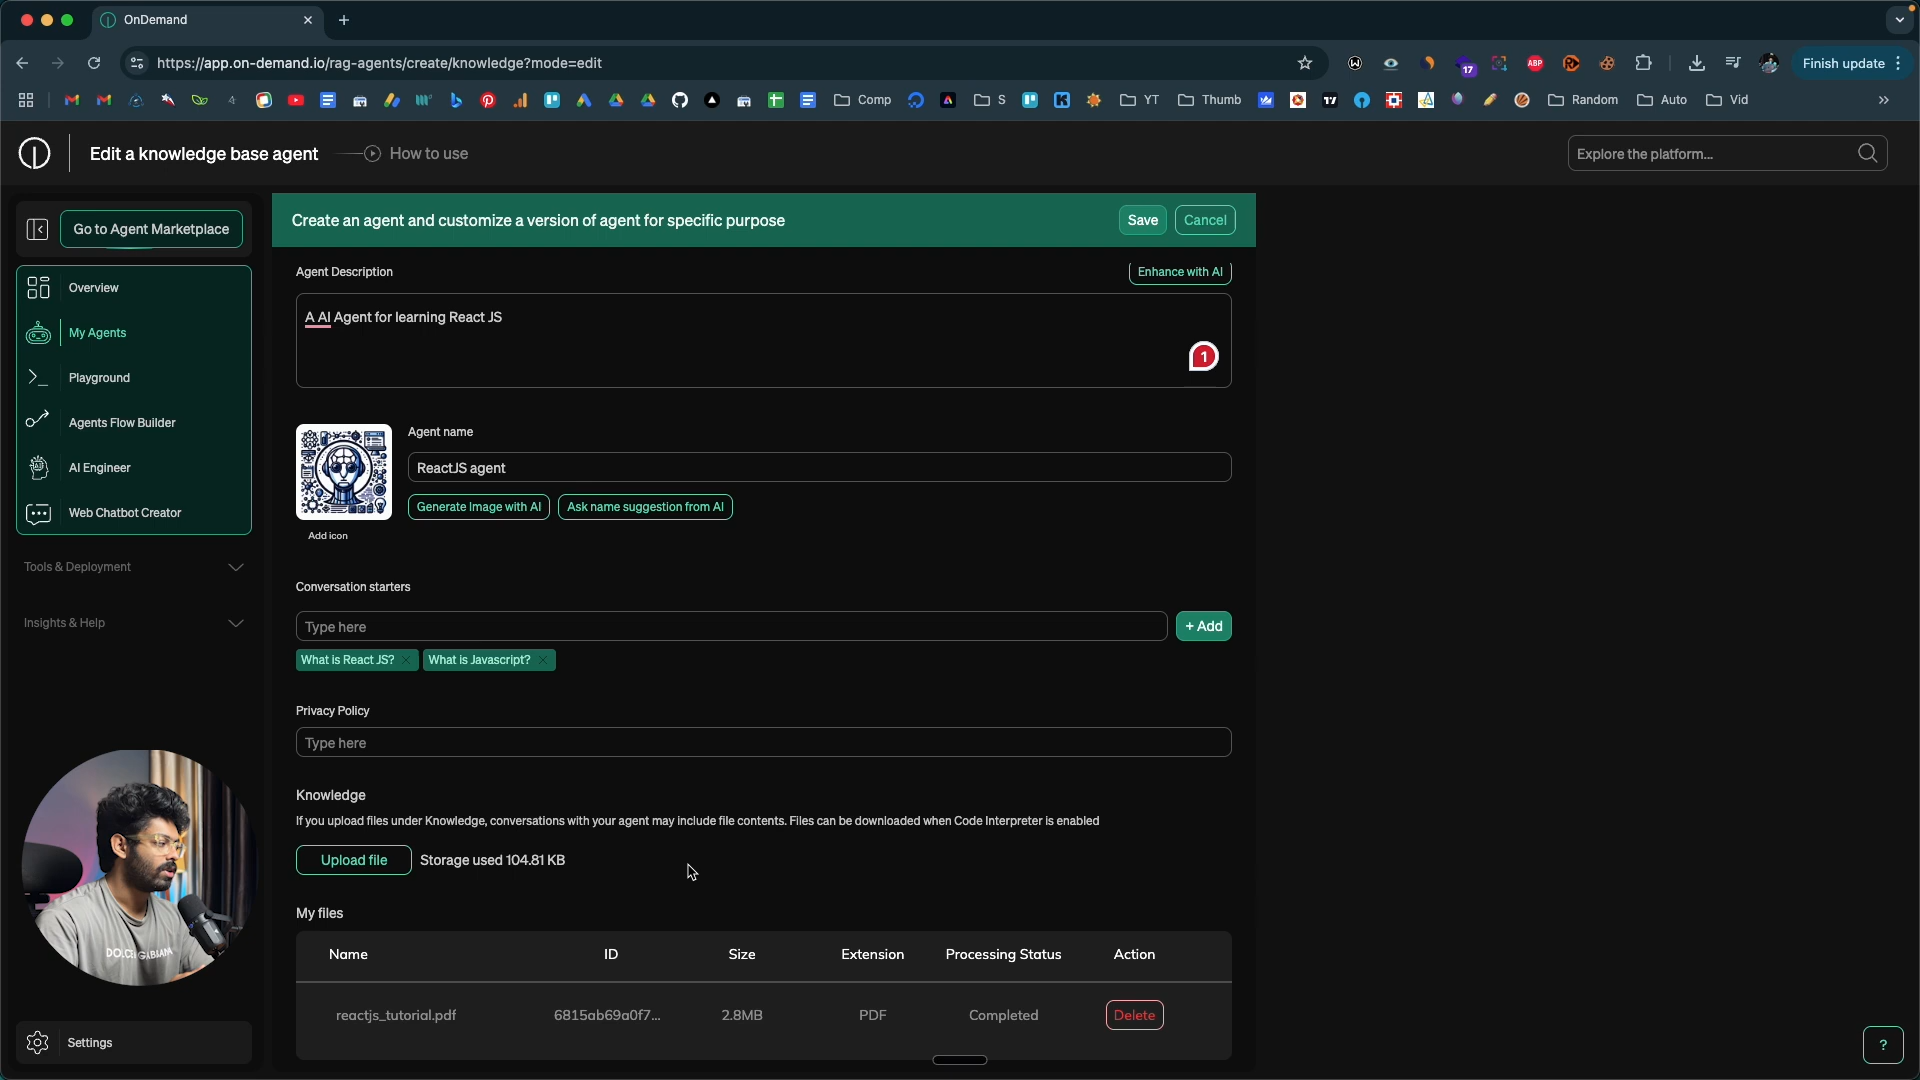 OnDemand
https://app.on-demand.io/rag-agents/create/knowledge?mode=edit
17
ABP
Finish update
Comp
S
YT
Thumb
Random
Auto
Vid
Edit a knowledge base agent
How to use
Explore the platform...
Go to Agent Marketplace
Overview
My Agents
Playground
Agents Flow Builder
AI Engineer
Web Chatbot Creator
Tools & Deployment
Insights & Help
Settings
Create an agent and customize a version of agent for specific purpose
Save
Cancel
Agent Description
Enhance with AI
A AI Agent for learning React JS
1
Agent name
ReactJS agent
Generate Image with AI
Ask name suggestion from AI
Add icon
Conversation starters
Type here
+ Add
What is React JS?
What is Javascript?
Privacy Policy
Type here
Knowledge
If you upload files under Knowledge, conversations with your agent may include file contents. Files can be downloaded when Code Interpreter is enabled
Upload file
Storage used 104.81 KB
My files
Name ID Size Extension Processing Status Action
reactjs_tutorial.pdf 6815ab69a0f7... 2.8MB PDF Completed Delete
?